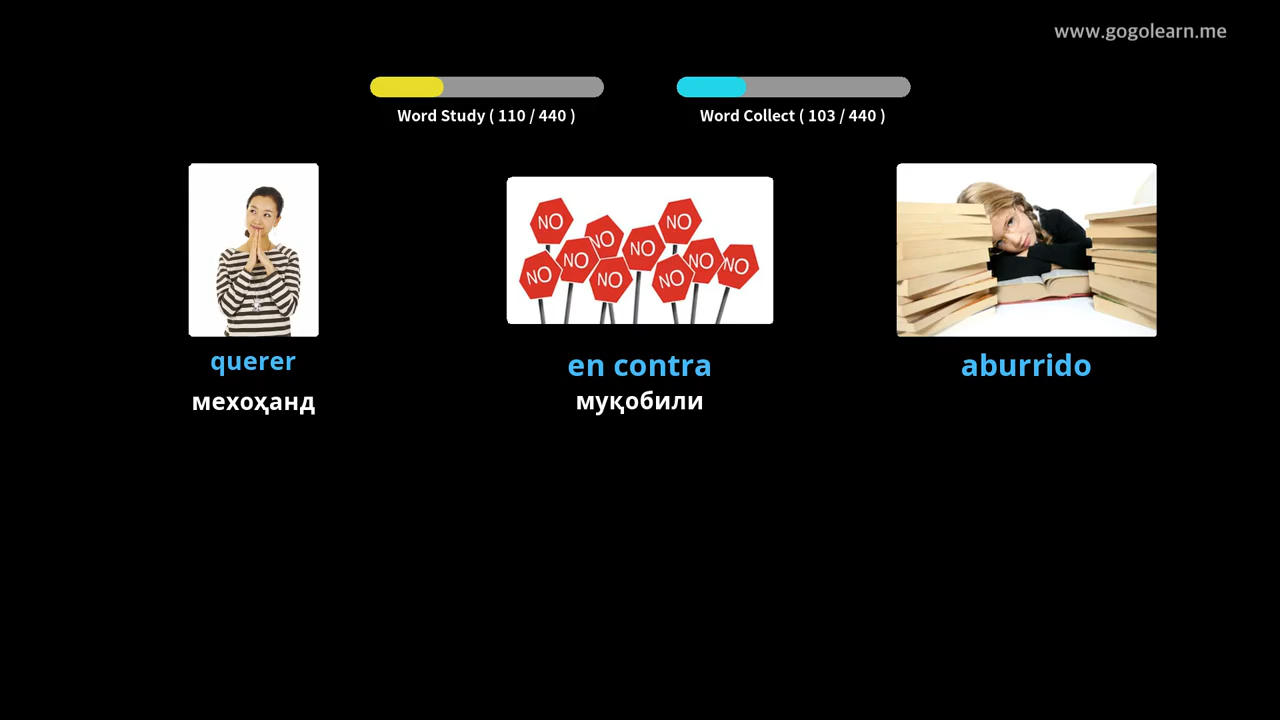 www.gogolearn.me
Word Study ( 110 / 440 )
Word Collect ( 103 / 440 )
NO
NO
NO
NO
NO
NO
NO
NO
NO
NO
querer
en contra
aburrido
мехоҳанд
муқобили